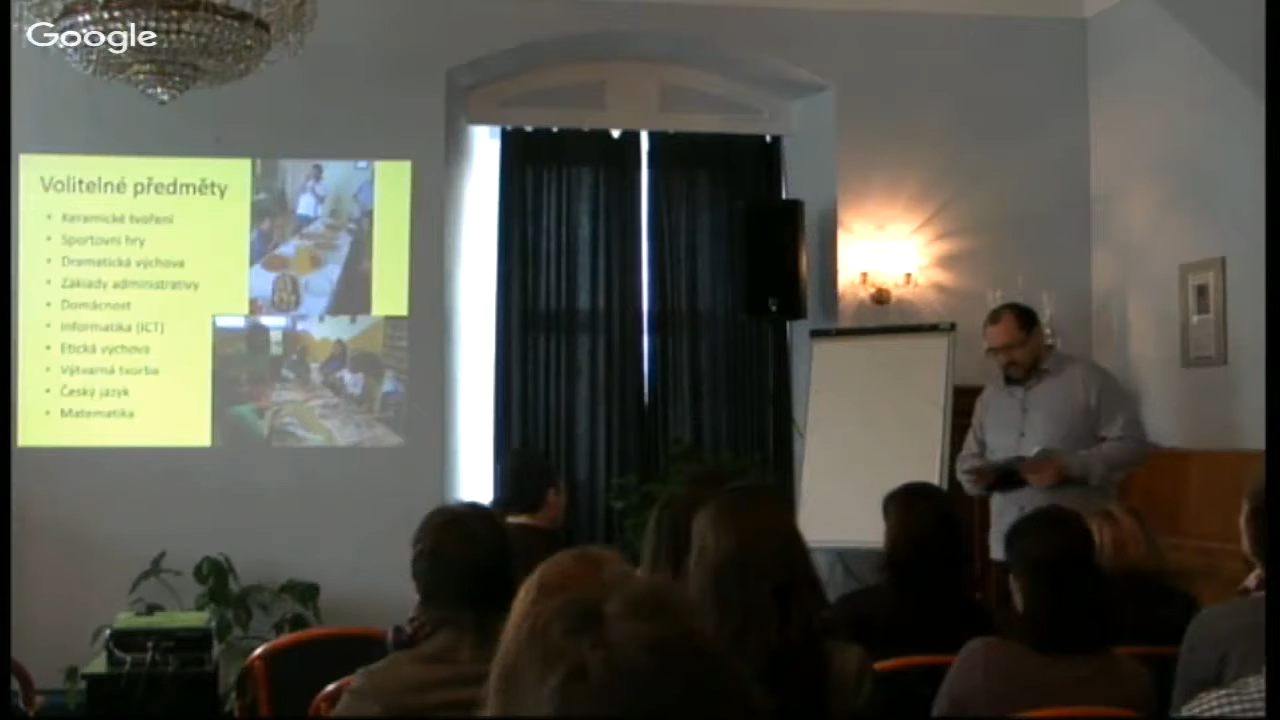 Google
Volitelné předměty
• Keramické tvoření
• Sportovní hry
• Dramatická výchova
• Základy administrativy
• Domácnost
• Informatika (ICT)
• Etická výchova
• Výtvarná tvorba
• Český jazyk
• Matematika